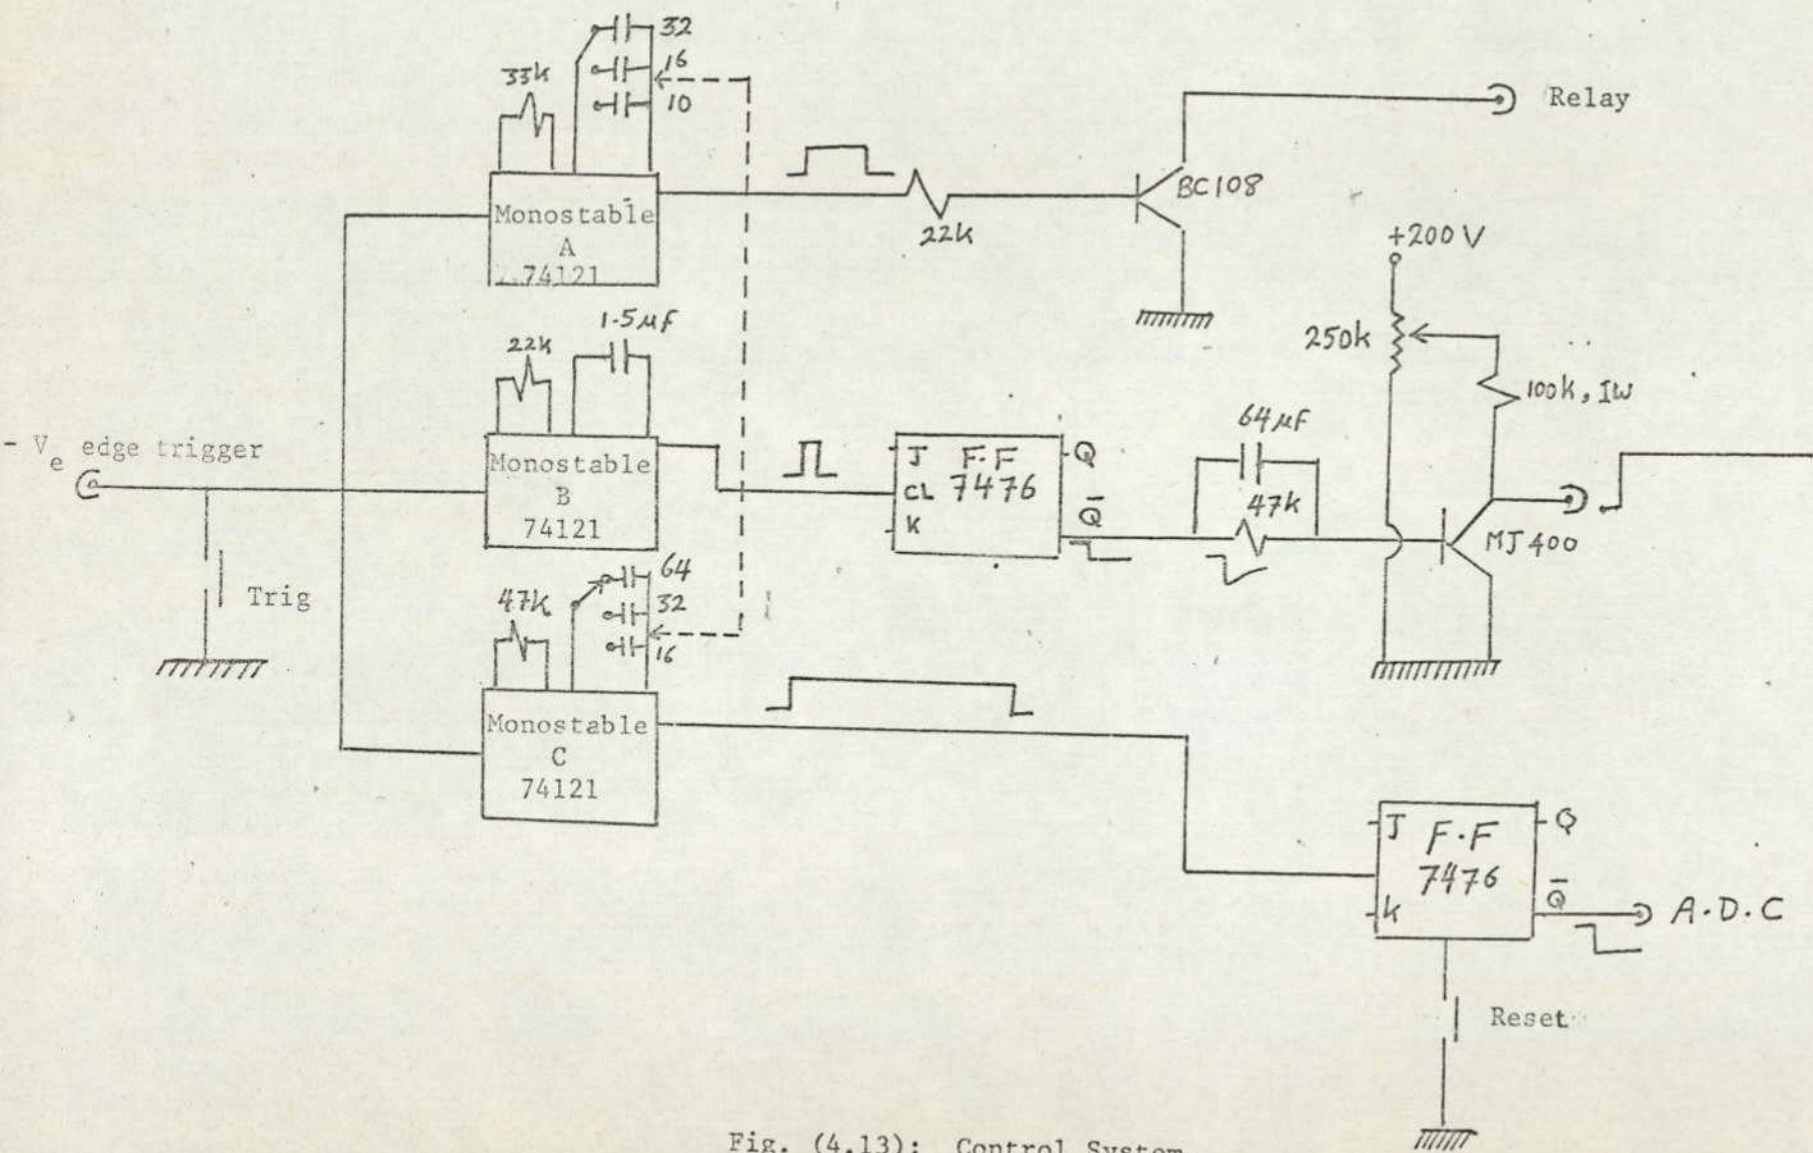 32
16
10
33k
Monostable
A
74121
22k
BC108
Relay
+200 V
250k
100k, 1W
1.5µF
22k
Monostable
B
74121
- Ve edge trigger
Trig
J
F.F
Q
CL
7476
K
Q̅
64µF
47k
MJ400
64
32
16
47k
Monostable
C
74121
J
F.F
Q
7476
K
Q̅
A.D.C
Reset
Fig. (4.13): Control System